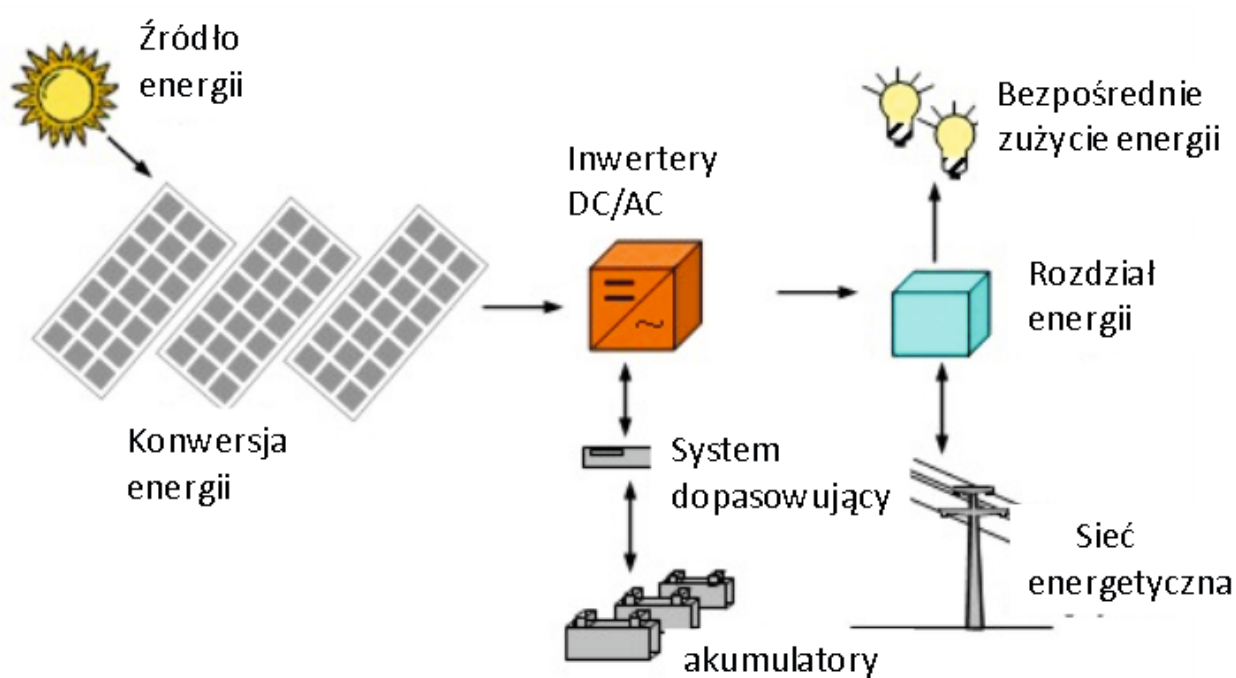 Źródło
energii
Bezpośrednie
zużycie energii
Inwertery
DC/AC
Rozdział
energii
Konwersja
energii
System
dopasowujący
Sieć
energetyczna
akumulatory